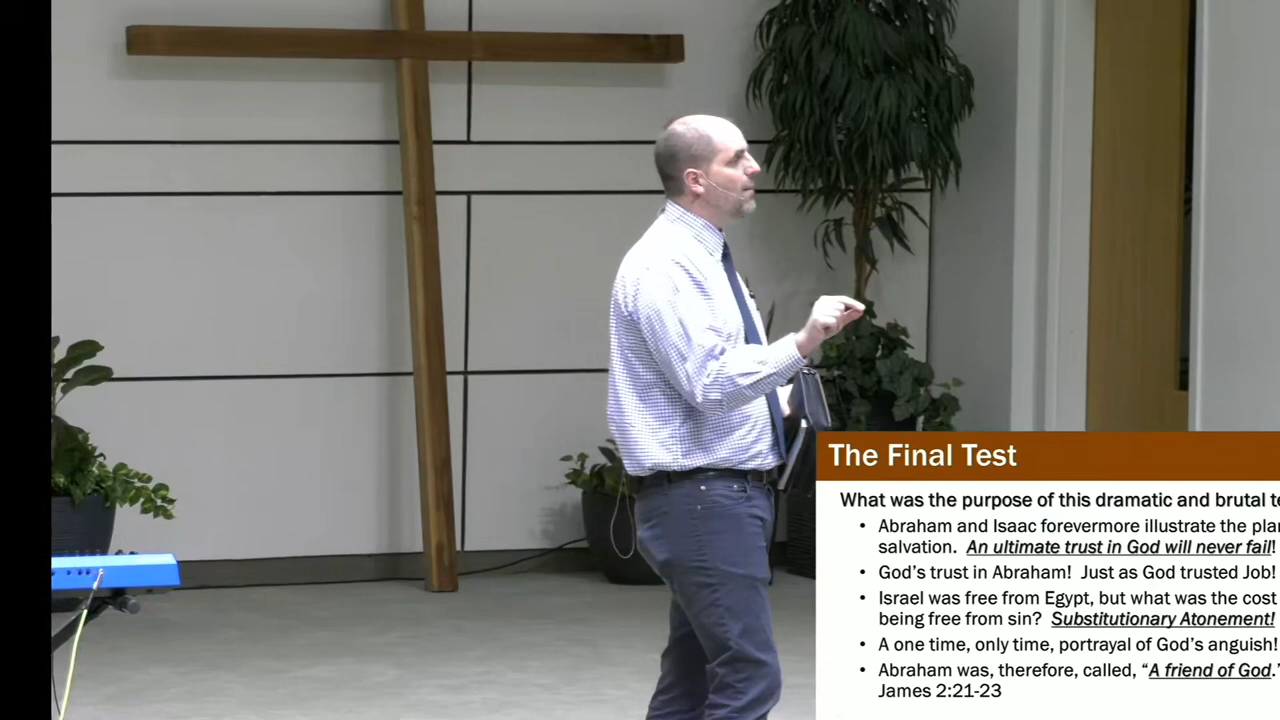 The Final Test
What was the purpose of this dramatic and brutal
• Abraham and Isaac forevermore illustrate the
salvation. An ultimate trust in God will never fail!
• God's trust in Abraham! Just as God trusted Job!
• Israel was free from Egypt, but what was the cost
being free from sin? Substitutionary Atonement!
• A one time, only time, portrayal of God's anguish!
• Abraham was, therefore, called, “A friend of God.”
James 2:21-23